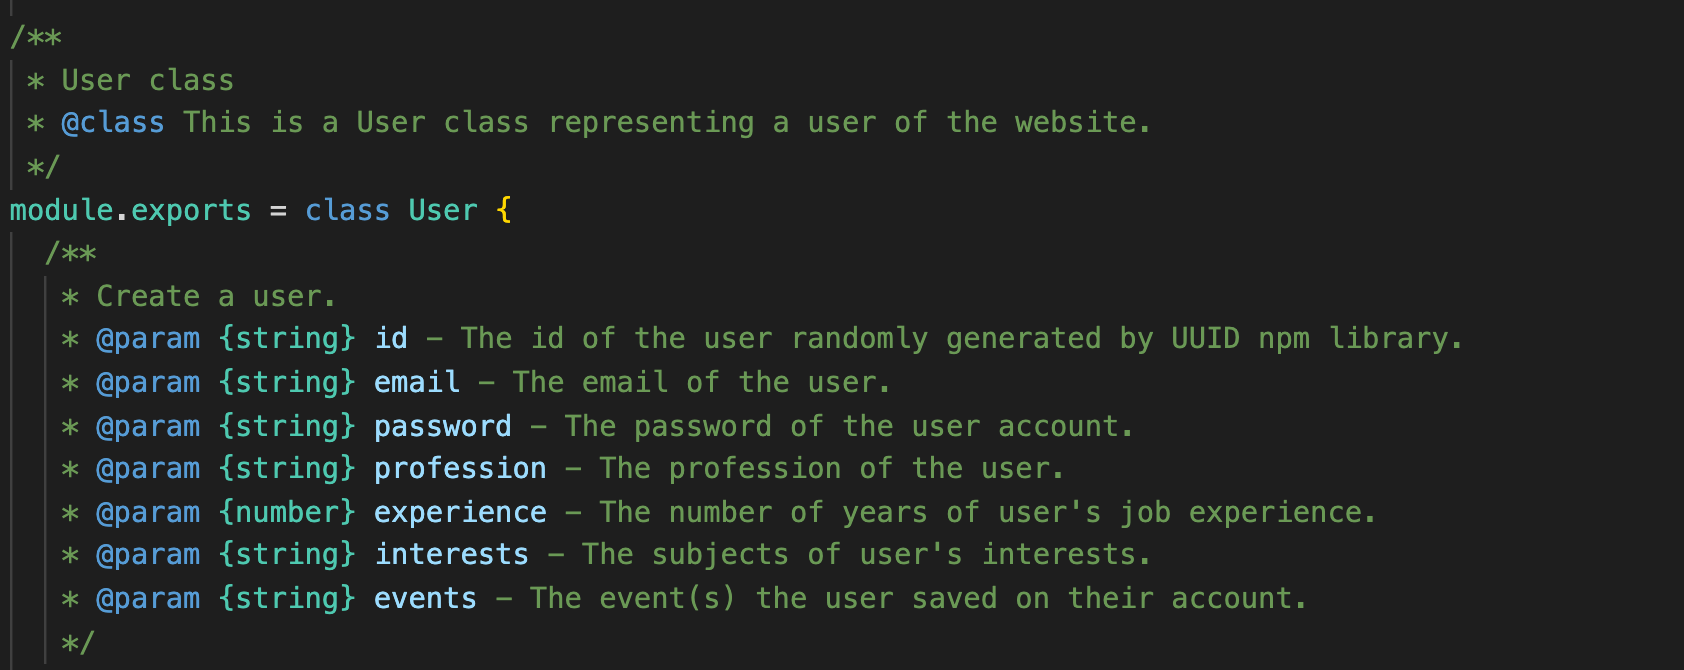 /**
 * User class
 * @class This is a User class representing a user of the website.
 */
module.exports = class User {
  /**
   * Create a user.
   * @param {string} id – The id of the user randomly generated by UUID npm library.
   * @param {string} email – The email of the user.
   * @param {string} password – The password of the user account.
   * @param {string} profession – The profession of the user.
   * @param {number} experience – The number of years of user's job experience.
   * @param {string} interests – The subjects of user's interests.
   * @param {string} events – The event(s) the user saved on their account.
   */